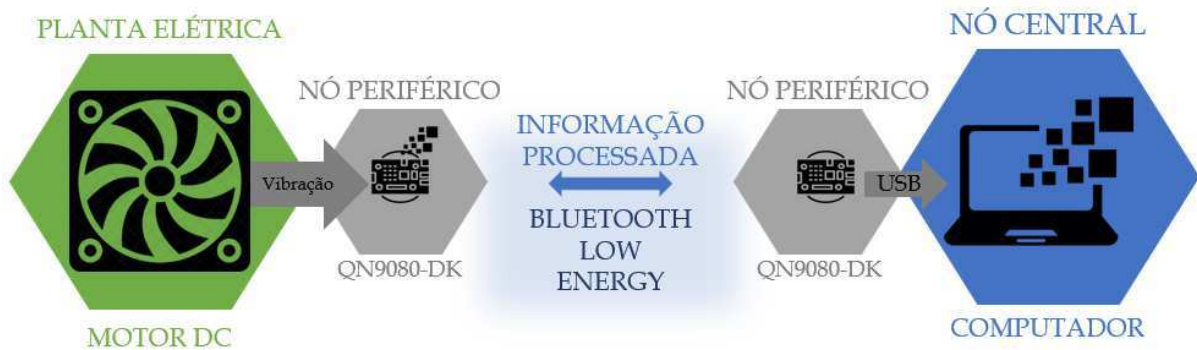 PLANTA ELÉTRICA
NÓ PERIFÉRICO
Vibração
QN9080-DK
MOTOR DC
INFORMAÇÃO
PROCESSADA
BLUETOOTH
LOW
ENERGY
NÓ PERIFÉRICO
USB
QN9080-DK
NÓ CENTRAL
COMPUTADOR